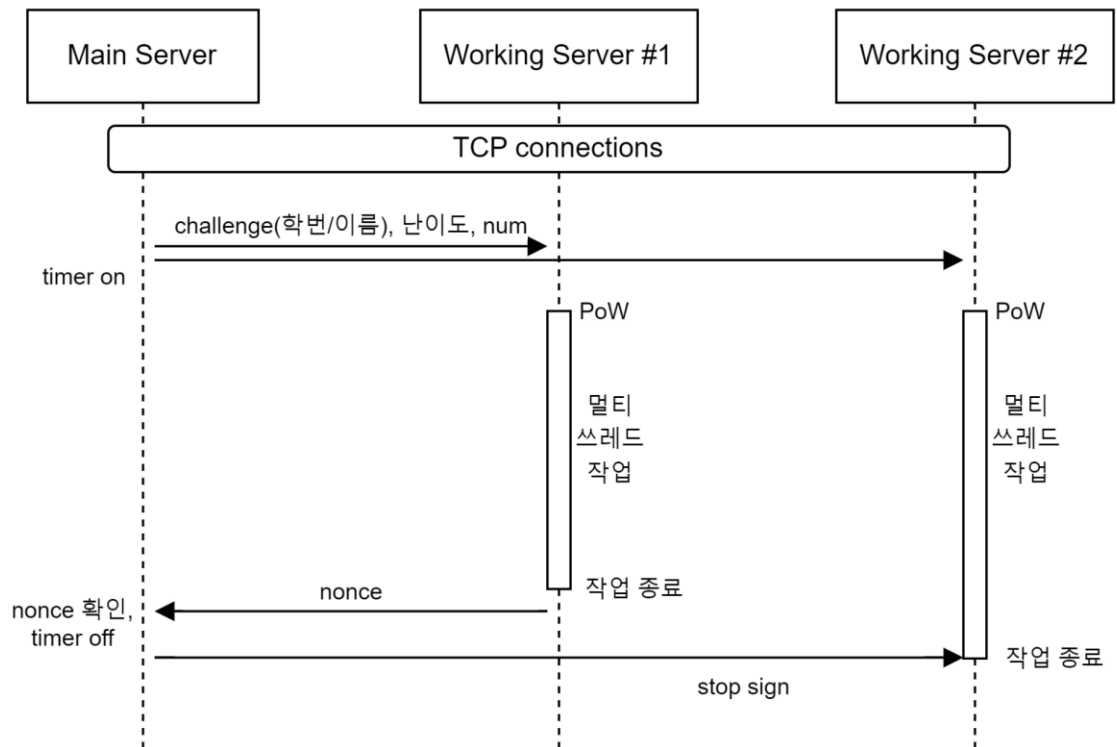 Main Server
Working Server #1
Working Server #2
TCP connections
challenge(학번/이름), 난이도, num
timer on
PoW
PoW
멀티
쓰레드
작업
멀티
쓰레드
작업
작업 종료
nonce
nonce 확인,
timer off
작업 종료
stop sign